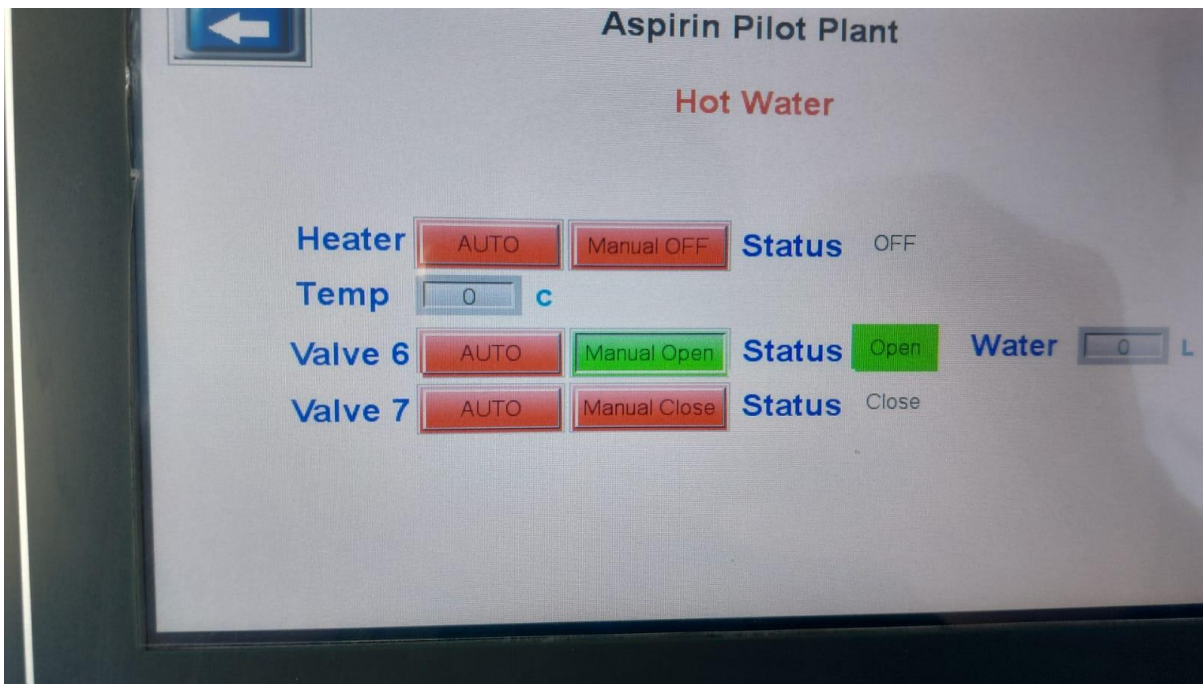 Aspirin Pilot Plant
Hot Water
Heater AUTO Manual OFF Status OFF
Temp 0 C
Valve 6 AUTO Manual Open Status Open Water 0 L
Valve 7 AUTO Manual Close Status Close